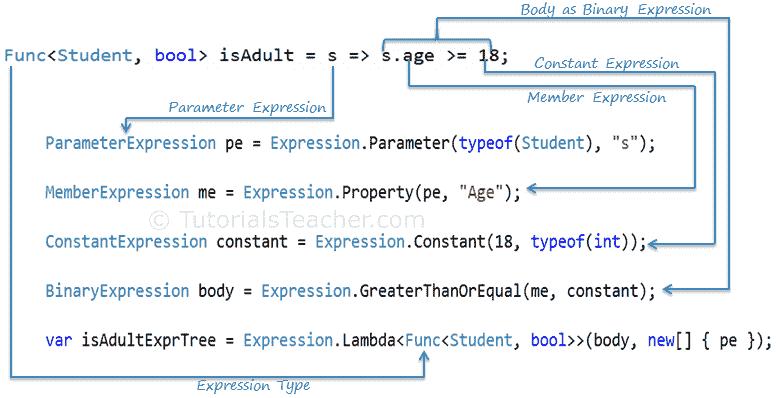 Body as Binary Expression
Func<Student, bool> isAdult = s => s.age >= 18;
Constant Expression
Member Expression
Parameter Expression
ParameterExpression pe = Expression.Parameter(typeof(Student), "s");
MemberExpression me = Expression.Property(pe, "Age");
© TutorialsTeacher.com
ConstantExpression constant = Expression.Constant(18, typeof(int));
BinaryExpression body = Expression.GreaterThanOrEqual(me, constant);
var isAdultExprTree = Expression.Lambda<Func<Student, bool>>(body, new[] { pe });
Expression Type